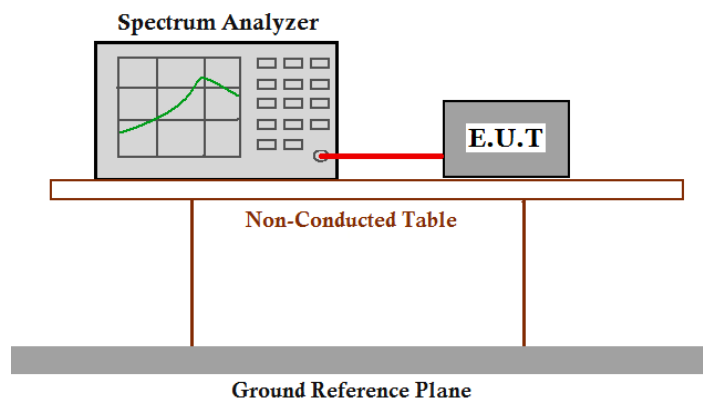 Spectrum Analyzer
E.U.T
Non-Conducted Table
Ground Reference Plane